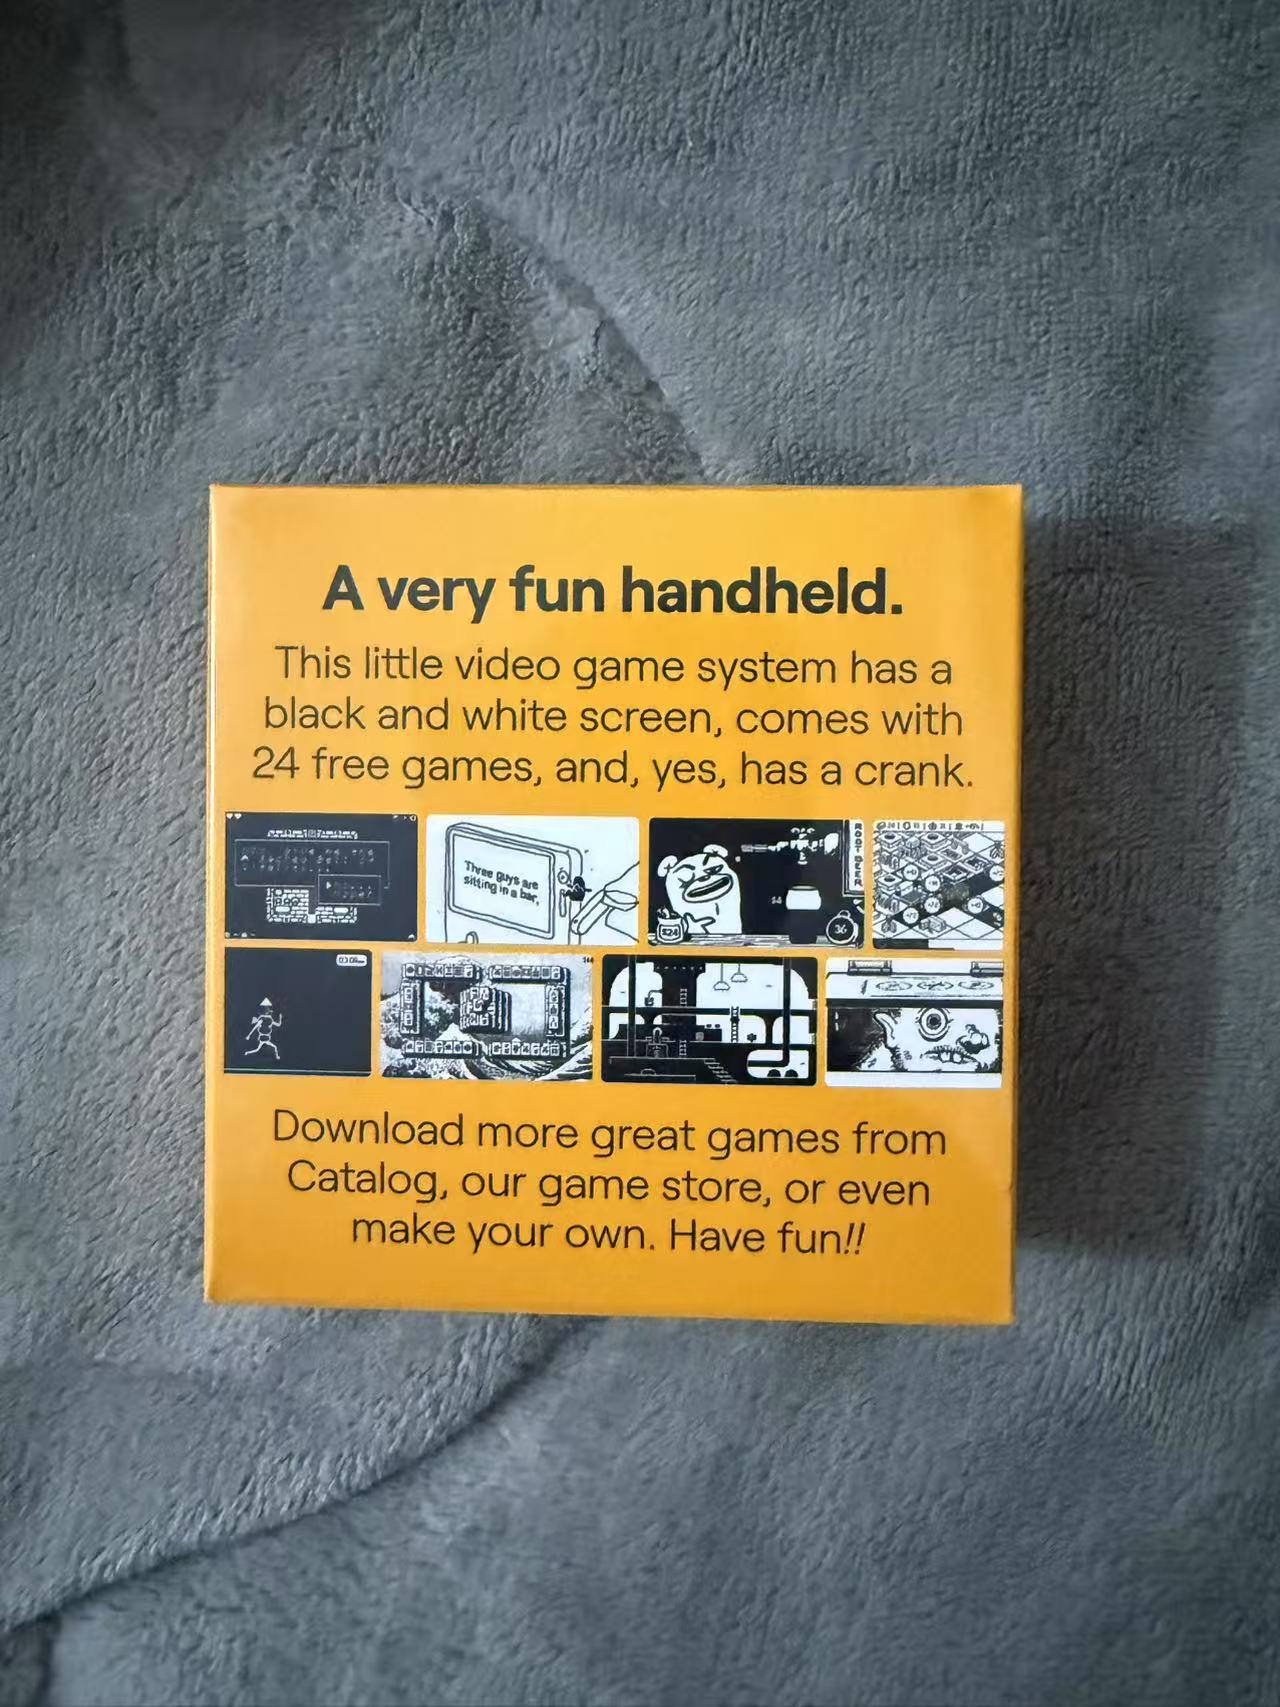 A very fun handheld.
This little video game system has a
black and white screen, comes with
24 free games, and, yes, has a crank.
Three guys are
sitting in a bar,
ROOT BEER
$24
36
Download more great games from
Catalog, our game store, or even
make your own. Have fun!!